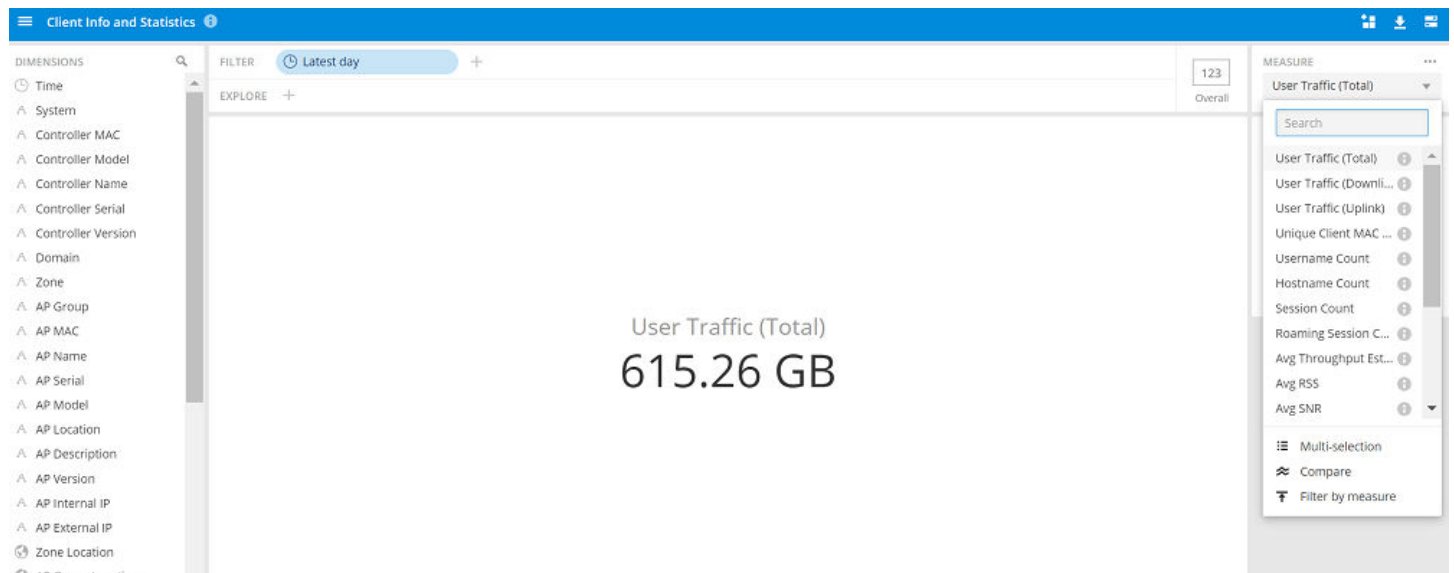 Client Info and Statistics
DIMENSIONS
Time
System
Controller MAC
Controller Model
Controller Name
Controller Serial
Controller Version
Domain
Zone
AP Group
AP MAC
AP Name
AP Serial
AP Model
AP Location
AP Description
AP Version
AP Internal IP
AP External IP
Zone Location
FILTER
Latest day
EXPLORE
123
Overall
User Traffic (Total)
615.26 GB
MEASURE
User Traffic (Total)
Search
User Traffic (Total)
User Traffic (Downli...
User Traffic (Uplink)
Unique Client MAC ...
Username Count
Hostname Count
Session Count
Roaming Session C...
Avg Throughput Est...
Avg RSS
Avg SNR
Multi-selection
Compare
Filter by measure